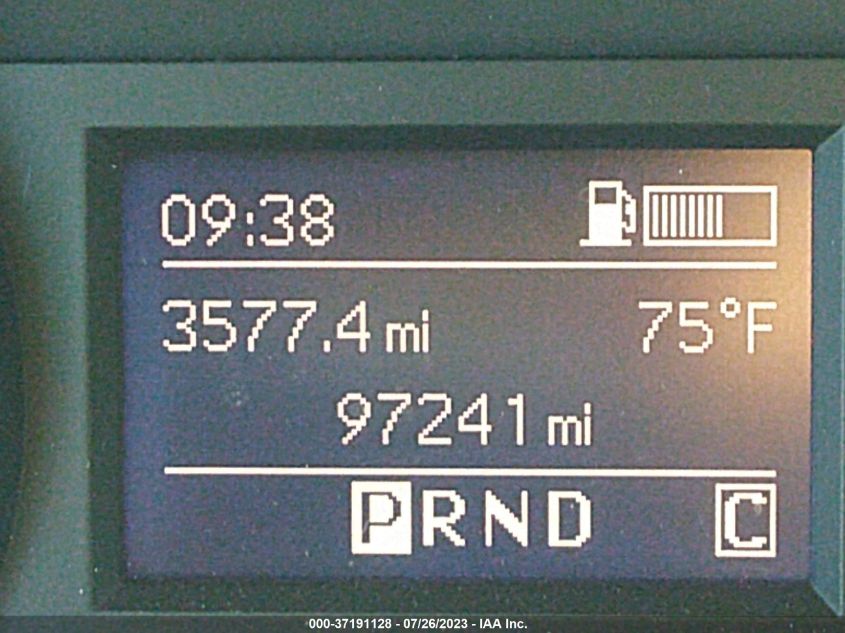 09:38
3577.4 mi 75°F
97241 mi
PRND C
000-37191128 - 07/26/2023 - IAA Inc.